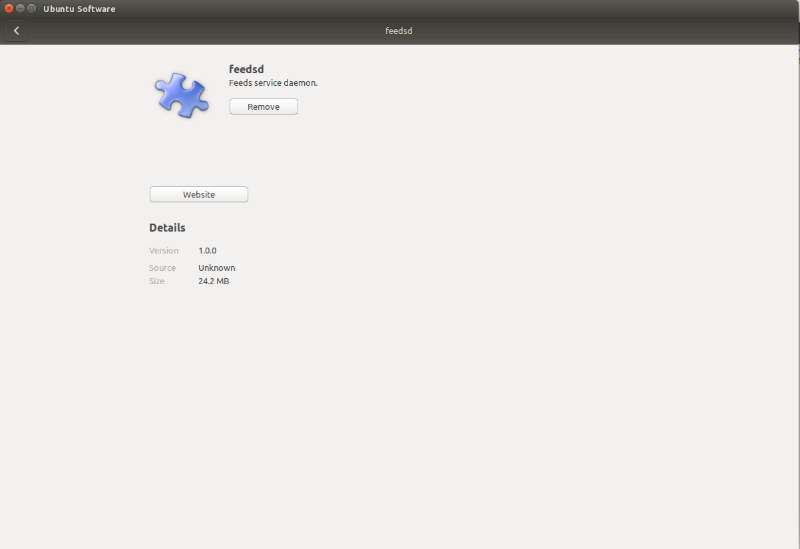 Ubuntu Software
feedsd
feedsd
Feeds service daemon.
Remove
Website
Details
Version 1.0.0
Source Unknown
Size 24.2 MB